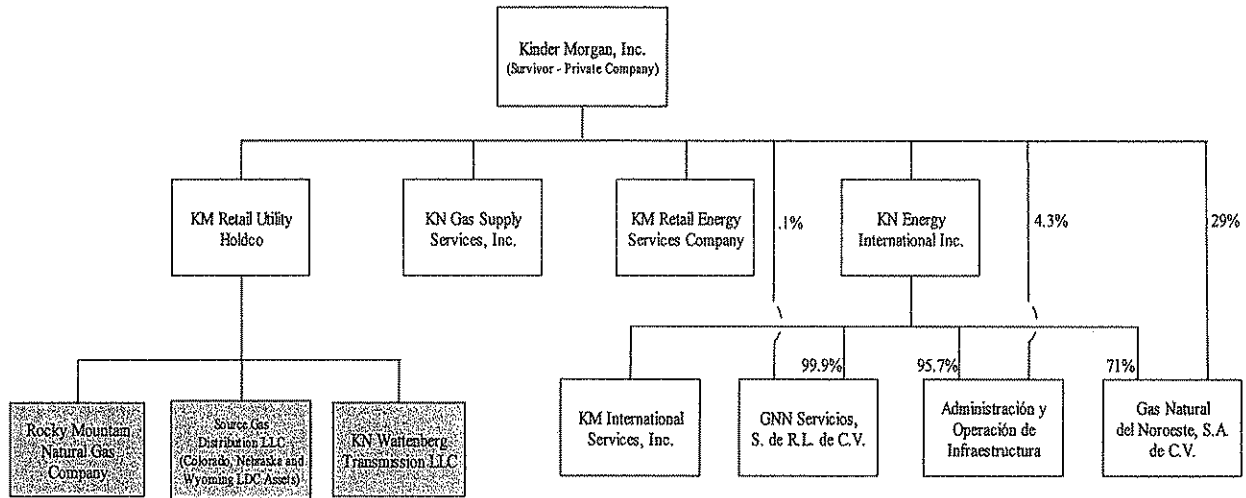 Kinder Morgan, Inc.
(Survivor - Private Company)
KM Retail Utility
Holdco
KN Gas Supply
Services, Inc.
KM Retail Energy
Services Company
.1%
KN Energy
International Inc.
4.3%
29%
99.9%
95.7%
71%
Rocky Mountain
Natural Gas
Company
Source Gas
Distribution LLC
(Colorado, Nebraska and
Wyoming LDC Assets)
KN Wattenberg
Transmission LLC
KM International
Services, Inc.
GNN Servicios,
S. de R.L. de C.V.
Administración y
Operación de
Infraestructura
Gas Natural
del Noroeste, S.A.
de C.V.